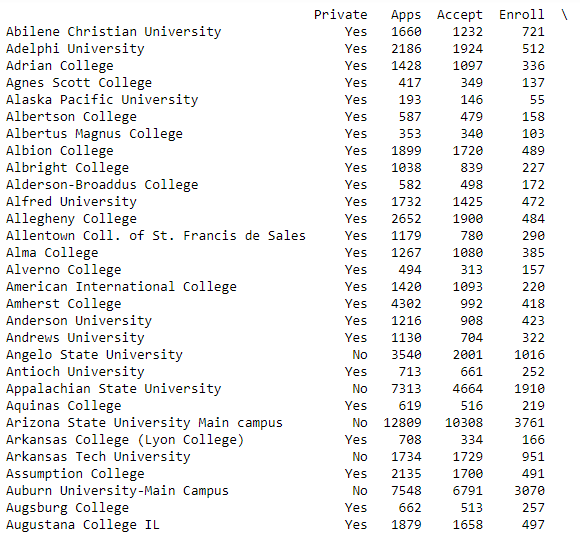 Private Apps Accept Enroll \
Abilene Christian University Yes 1660 1232 721
Adelphi University Yes 2186 1924 512
Adrian College Yes 1428 1097 336
Agnes Scott College Yes 417 349 137
Alaska Pacific University Yes 193 146 55
Albertson College Yes 587 479 158
Albertus Magnus College Yes 353 340 103
Albion College Yes 1899 1720 489
Albright College Yes 1038 839 227
Alderson-Broaddus College Yes 582 498 172
Alfred University Yes 1732 1425 472
Allegheny College Yes 2652 1900 484
Allentown Coll. of St. Francis de Sales Yes 1179 780 290
Alma College Yes 1267 1080 385
Alverno College Yes 494 313 157
American International College Yes 1420 1093 220
Amherst College Yes 4302 992 418
Anderson University Yes 1216 908 423
Andrews University Yes 1130 704 322
Angelo State University No 3540 2001 1016
Antioch University Yes 713 661 252
Appalachian State University No 7313 4664 1910
Aquinas College Yes 619 516 219
Arizona State University Main campus No 12809 10308 3761
Arkansas College (Lyon College) Yes 708 334 166
Arkansas Tech University No 1734 1729 951
Assumption College Yes 2135 1700 491
Auburn University-Main Campus No 7548 6791 3070
Augsburg College Yes 662 513 257
Augustana College IL Yes 1879 1658 497